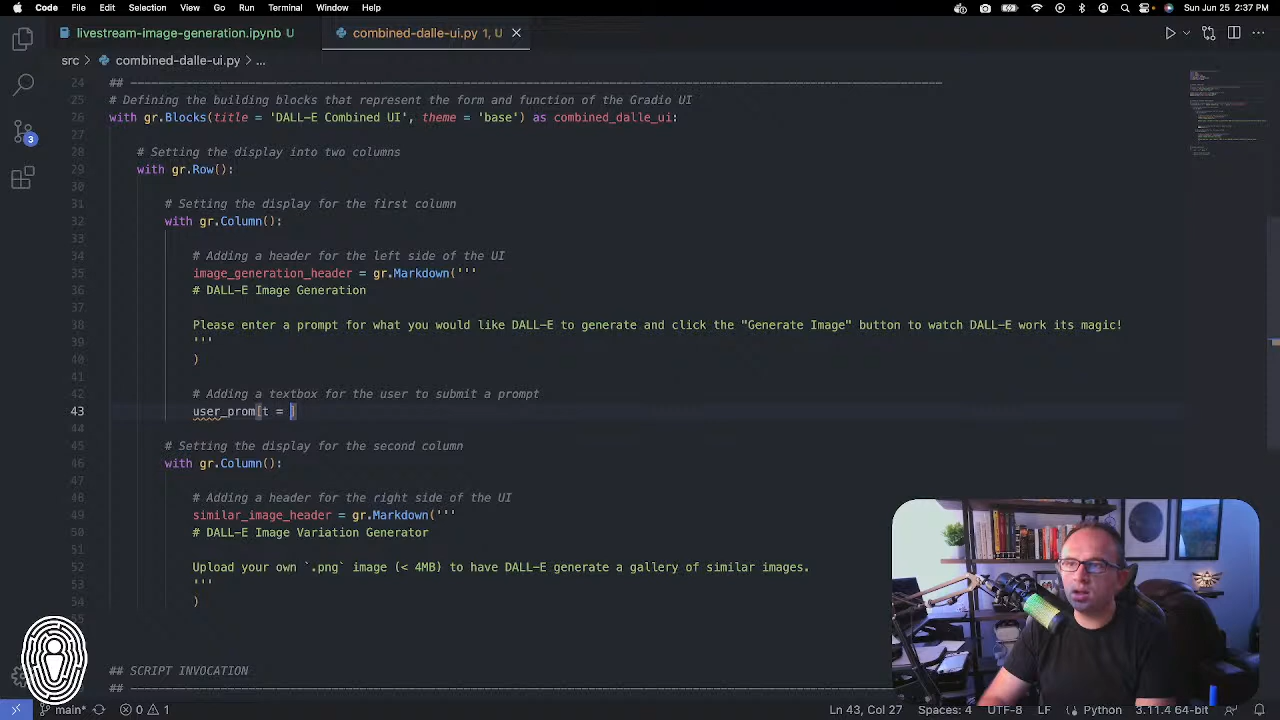 Code File Edit Selection View Go Run Terminal Window Help Sun Jun 25 2:37 PM
livestream-image-generation.ipynb U combined-dalle-ui.py 1, U
src > combined-dalle-ui.py > ...
24 ## ----------------------------------------------------------------------------------------------------------------------
25 # Defining the building blocks that represent the form and function of the Gradio UI
26 with gr.Blocks(title = 'DALL-E Combined UI', theme = 'base') as combined_dalle_ui:
27
28 # Setting the display into two columns
29 with gr.Row():
30
31 # Setting the display for the first column
32 with gr.Column():
33
34 # Adding a header for the left side of the UI
35 image_generation_header = gr.Markdown('''
36 # DALL-E Image Generation
37
38 Please enter a prompt for what you would like DALL-E to generate and click the "Generate Image" button to watch DALL-E work its magic!
39 '''
40 )
41
42 # Adding a textbox for the user to submit a prompt
43 user_prom[t = ]
44
45 # Setting the display for the second column
46 with gr.Column():
47
48 # Adding a header for the right side of the UI
49 similar_image_header = gr.Markdown('''
50 # DALL-E Image Variation Generator
51
52 Upload your own `.png` image (< 4MB) to have DALL-E generate a gallery of similar images.
53 '''
54 )
55
## SCRIPT INVOCATION
## ----------------------------------------------------------------------------------------------------------------------
main* 0 1 Ln 43, Col 27 Spaces: 4 UTF-8 LF Python 3.11.4 64-bit